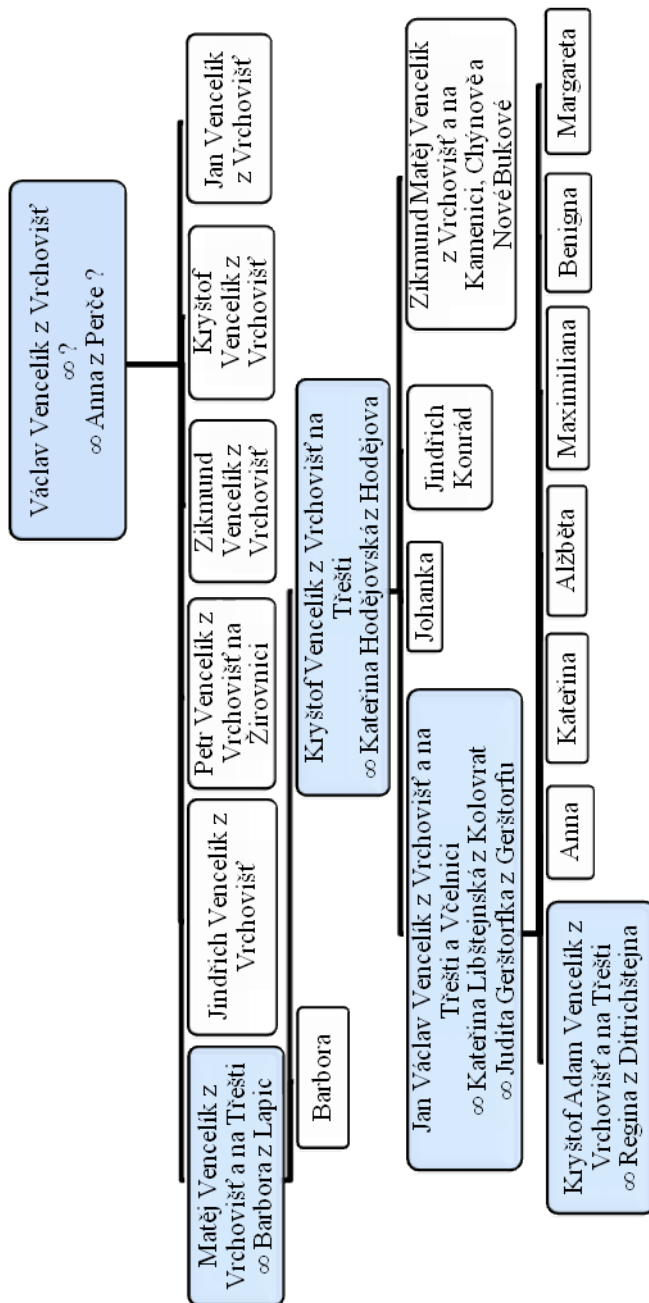 Václav Vencelík z Vrchovišť
∞ ?
∞ Anna z Perče ?
Matěj Vencelík z
Vrchovišť a na Třešti
∞ Barbora z Lapic
Jindřich Vencelík z
Vrchovišť
Petr Vencelík z
Vrchovišť na
Žirovnici
Zikmund
Vencelík z
Vrchovišť
Kryštof
Vencelík z
Vrchovišť
Jan Vencelík
z Vrchovišť
Barbora
Kryštof Vencelík z Vrchovišť na
Třešti
∞ Kateřina Hodějovská z Hodějova
Jan Václav Vencelík z Vrchovišť a na
Třešti a Včelnici
∞ Kateřina Libštejnská z Kolovrat
∞ Judita Gerštorfka z Gerštorfu
Johanka
Jindřich
Konrád
Zikmund Matěj Vencelík
z Vrchovišť a na
Kamenici, Chýnově a
Nové Bukové
Kryštof Adam Vencelík z
Vrchovišť a na Třešti
∞ Regina z Ditrichštejna
Anna
Kateřina
Alžběta
Maximiliana
Benigna
Margareta